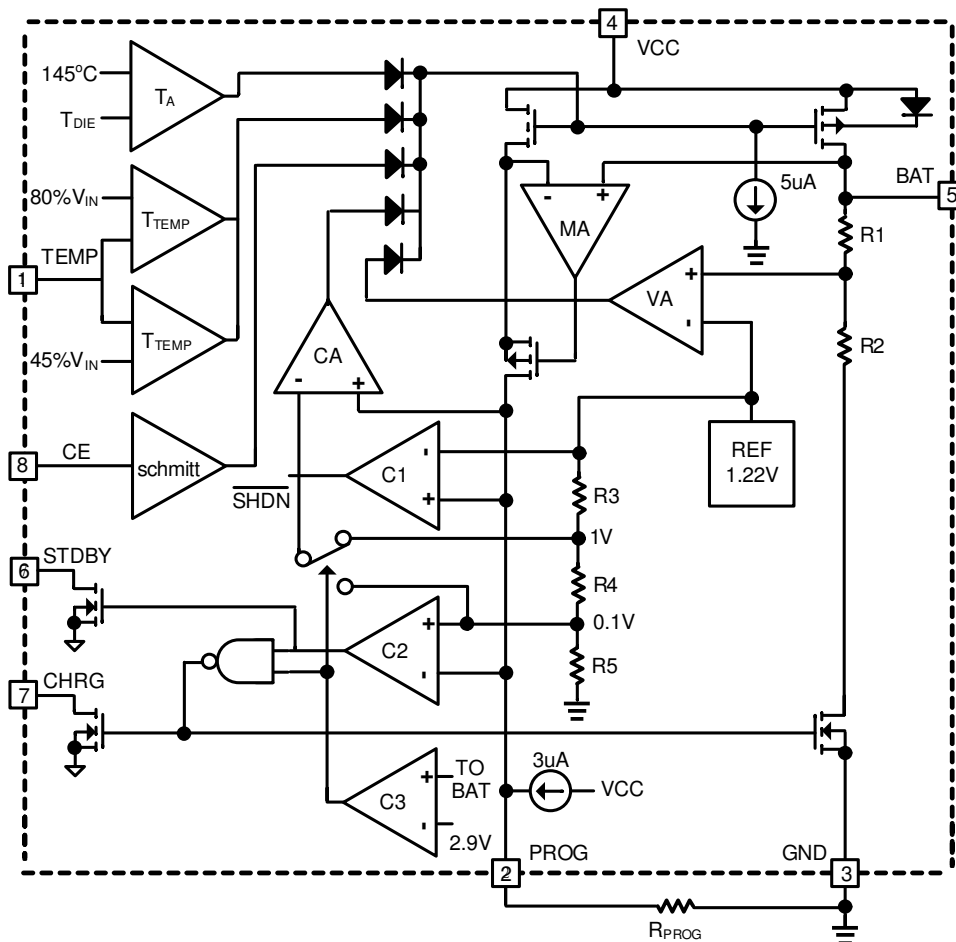 4
VCC
145°C
TA
TDIE
80%VIN
TTEMP
TEMP
1
45%VIN
TTEMP
CE
8
schmitt
SHDN
CA
-
+
MA
-
+
VA
+
-
5uA
BAT
5
R1
R2
REF
1.22V
C1
-
+
R3
1V
R4
0.1V
R5
STDBY
6
C2
+
-
CHRG
7
C3
+
-
TO
BAT
2.9V
3uA
VCC
PROG
2
GND
3
RPROG